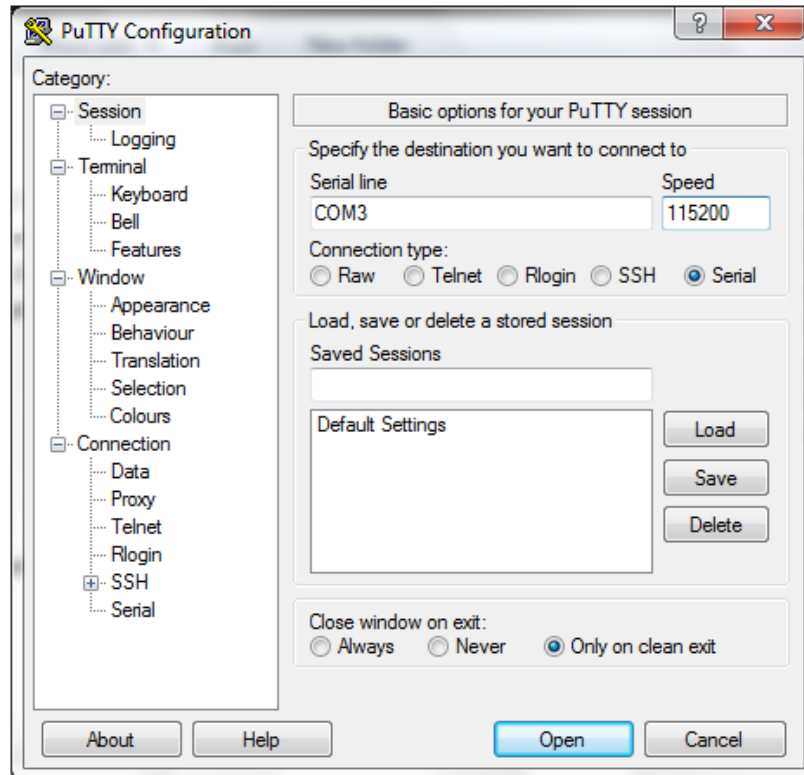 PuTTY Configuration
Category:
Session
Logging
Terminal
Keyboard
Bell
Features
Window
Appearance
Behaviour
Translation
Selection
Colours
Connection
Data
Proxy
Telnet
Rlogin
SSH
Serial
Basic options for your PuTTY session
Specify the destination you want to connect to
Serial line Speed
COM3 115200
Connection type:
Raw Telnet Rlogin SSH Serial
Load, save or delete a stored session
Saved Sessions
Default Settings
Load
Save
Delete
Close window on exit:
Always Never Only on clean exit
About Help Open Cancel